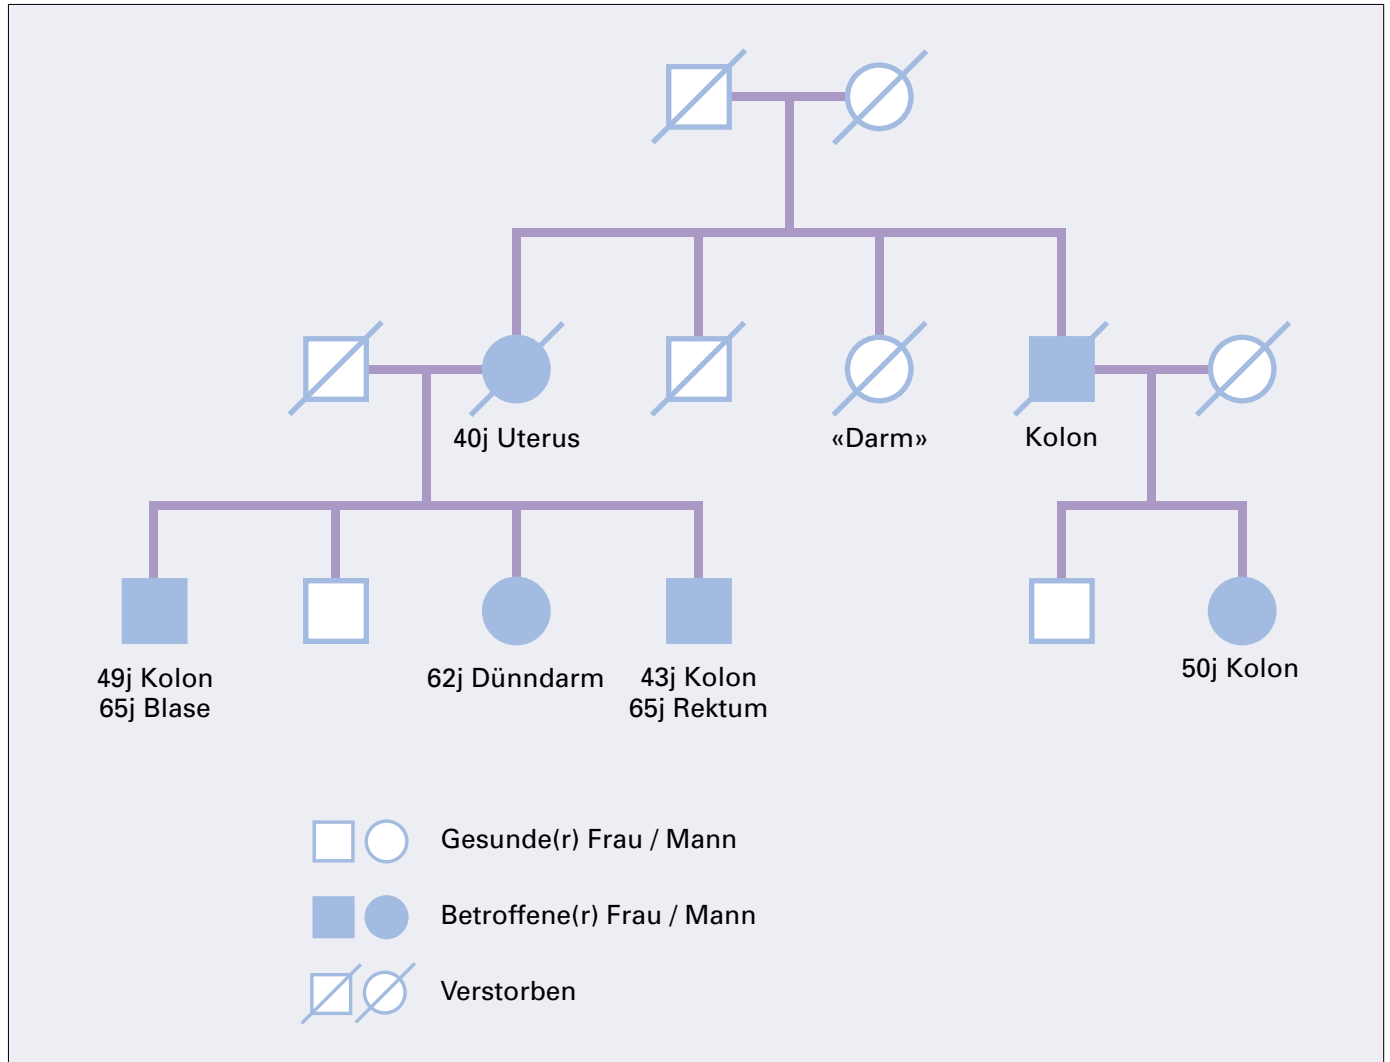 40j Uterus
«Darm»
Kolon
49j Kolon
65j Blase
62j Dünndarm
43j Kolon
65j Rektum
50j Kolon
Gesunde(r) Frau / Mann
Betroffene(r) Frau / Mann
Verstorben